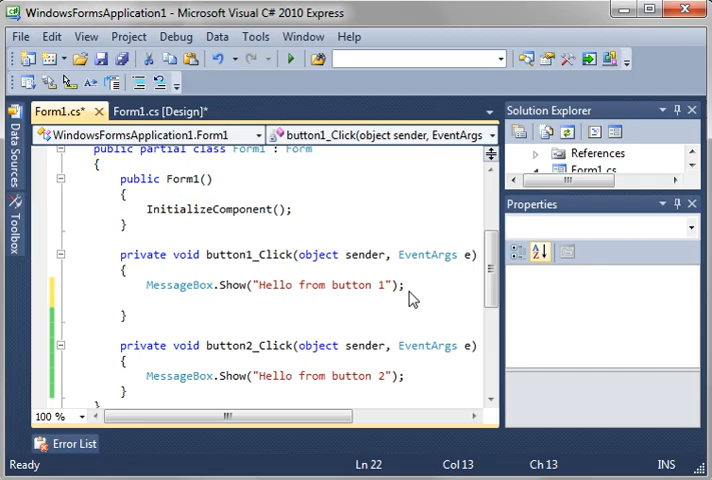 WindowsFormsApplication1 - Microsoft Visual C# 2010 Express
File Edit View Project Debug Data Tools Window Help
Form1.cs* Form1.cs [Design]*
WindowsFormsApplication1.Form1 button1_Click(object sender, EventArgs
public partial class Form1 : Form
{
public Form1()
{
InitializeComponent();
}
private void button1_Click(object sender, EventArgs e)
{
MessageBox.Show("Hello from button 1");
}
private void button2_Click(object sender, EventArgs e)
{
MessageBox.Show("Hello from button 2");
}
}
100 %
Data Sources
Toolbox
Solution Explorer
References
Form1.cs
Properties
Error List
Ready Ln 22 Col 13 Ch 13 INS